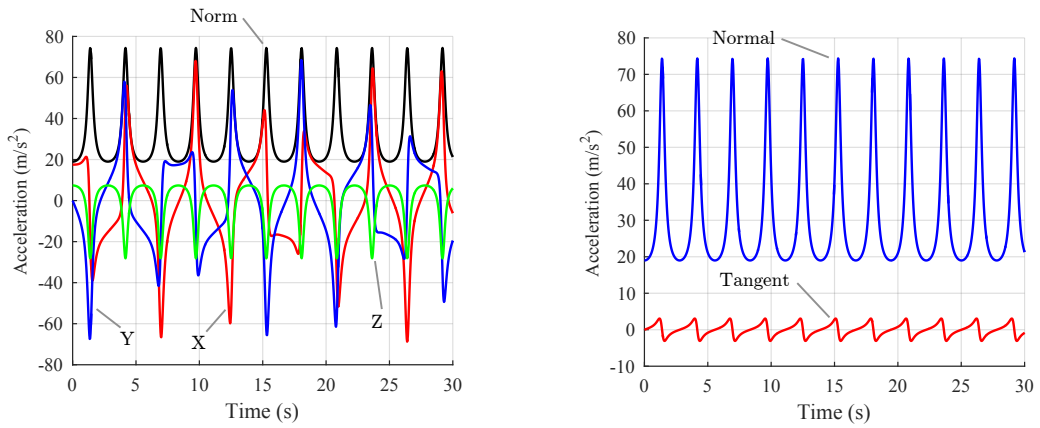 Norm
80
60
40
20
0
-20
-40
-60
-80
Acceleration (m/s²)
Y
X
Z
0 5 10 15 20 25 30
Time (s)
80
70
60
50
40
30
20
10
0
-10
Acceleration (m/s²)
Normal
Tangent
0 5 10 15 20 25 30
Time (s)